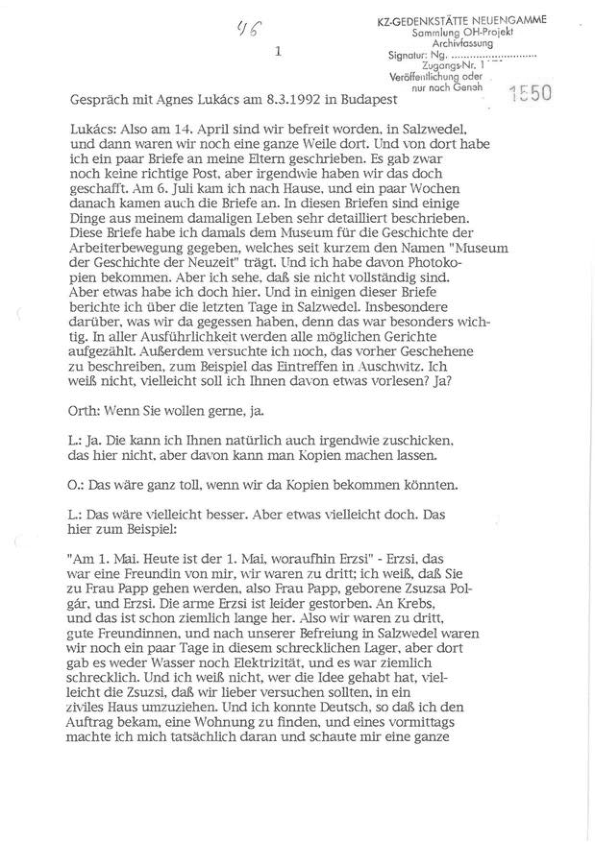 46
1
KZ-GEDENKSTÄTTE NEUENGAMME
Sammlung OH-Projekt
Archivfassung
Signatur: Ng. ............................
Zugangs-Nr. 1
Veröffentlichung oder
nur nach Geneh
1550
Gespräch mit Agnes Lukács am 8.3.1992 in Budapest
Lukács: Also am 14. April sind wir befreit worden, in Salzwedel,
und dann waren wir noch eine ganze Weile dort. Und von dort habe
ich ein paar Briefe an meine Eltern geschrieben. Es gab zwar
noch keine richtige Post, aber irgendwie haben wir das doch
geschafft. Am 6. Juli kam ich nach Hause, und ein paar Wochen
danach kamen auch die Briefe an. In diesen Briefen sind einige
Dinge aus meinem damaligen Leben sehr detailliert beschrieben.
Diese Briefe habe ich damals dem Museum für die Geschichte der
Arbeiterbewegung gegeben, welches seit kurzem den Namen "Museum
der Geschichte der Neuzeit" trägt. Und ich habe davon Photoko-
pien bekommen. Aber ich sehe, daß sie nicht vollständig sind.
Aber etwas habe ich doch hier. Und in einigen dieser Briefe
berichte ich über die letzten Tage in Salzwedel. Insbesondere
darüber, was wir da gegessen haben, denn das war besonders wich-
tig. In aller Ausführlichkeit werden alle möglichen Gerichte
aufgezählt. Außerdem versuchte ich noch, das vorher Geschehene
zu beschreiben, zum Beispiel das Eintreffen in Auschwitz. Ich
weiß nicht, vielleicht soll ich Ihnen davon etwas vorlesen? Ja?
Orth: Wenn Sie wollen gerne, ja.
L.: Ja. Die kann ich Ihnen natürlich auch irgendwie zuschicken,
das hier nicht, aber davon kann man Kopien machen lassen.
O.: Das wäre ganz toll, wenn wir da Kopien bekommen könnten.
L.: Das wäre vielleicht besser. Aber etwas vielleicht doch. Das
hier zum Beispiel:
"Am 1. Mai. Heute ist der 1. Mai, woraufhin Erzsi" - Erzsi, das
war eine Freundin von mir, wir waren zu dritt; ich weiß, daß Sie
zu Frau Papp gehen werden, also Frau Papp, geborene Zsuzsa Pol-
gár, und Erzsi. Die arme Erzsi ist leider gestorben. An Krebs,
und das ist schon ziemlich lange her. Also wir waren zu dritt,
gute Freundinnen, und nach unserer Befreiung in Salzwedel waren
wir noch ein paar Tage in diesem schrecklichen Lager, aber dort
gab es weder Wasser noch Elektrizität, und es war ziemlich
schrecklich. Und ich weiß nicht, wer die Idee gehabt hat, viel-
leicht die Zsuzsi, daß wir lieber versuchen sollten, in ein
ziviles Haus umzuziehen. Und ich konnte Deutsch, so daß ich den
Auftrag bekam, eine Wohnung zu finden, und eines vormittags
machte ich mich tatsächlich daran und schaute mir eine ganze